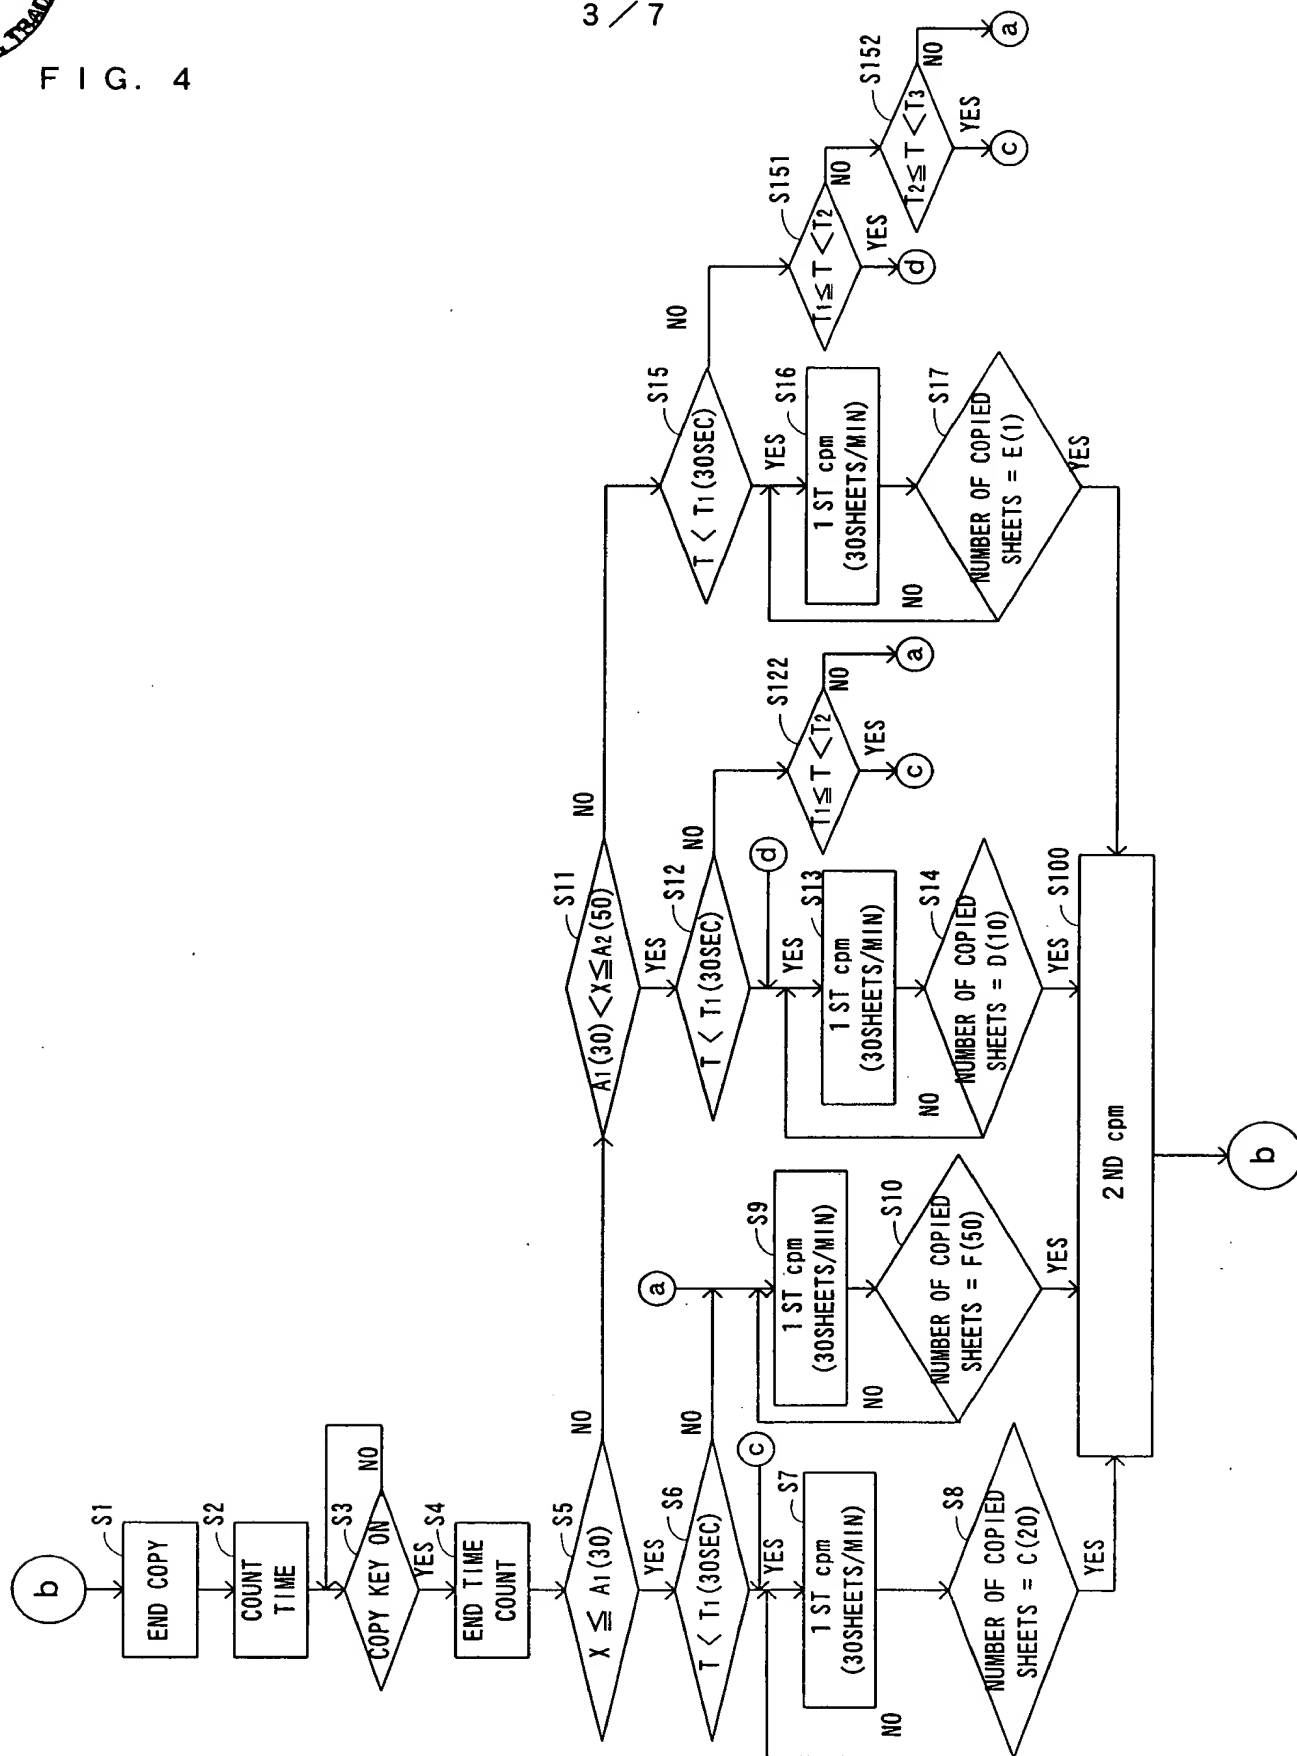 TRAD
3/7
FIG. 4
b
S1
END COPY
S2
COUNT
TIME
S3
COPY KEY ON
NO
YES
S4
END TIME
COUNT
S5
X ≦ A1(30)
NO
YES
S6
T < T1(30SEC)
NO
c
YES
S7
1 ST cpm
(30SHEETS/MIN)
S8
NUMBER OF COPIED
SHEETS = C(20)
NO
YES
a
S9
1 ST cpm
(30SHEETS/MIN)
S10
NUMBER OF COPIED
SHEETS = F(50)
NO
YES
S11
A1(30)<X≦A2(50)
NO
YES
S12
T < T1(30SEC)
NO
d
YES
S13
1 ST cpm
(30SHEETS/MIN)
S14
NUMBER OF COPIED
SHEETS = D(10)
NO
YES
S122
T1≦T<T2
NO
a
YES
c
S15
T < T1(30SEC)
NO
YES
S16
1 ST cpm
(30SHEETS/MIN)
S17
NUMBER OF COPIED
SHEETS = E(1)
NO
YES
S151
T1≦T<T2
NO
YES
d
S152
T2≦T<T3
NO
a
YES
c
S100
2 ND cpm
b